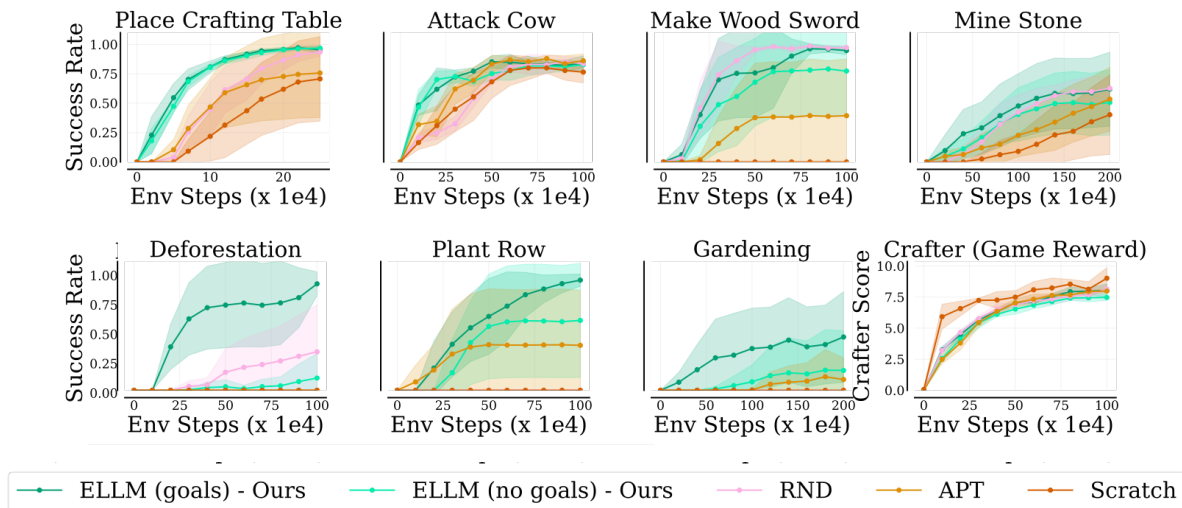 Place Crafting Table
Attack Cow
Make Wood Sword
Mine Stone
Success Rate
1.00
0.75
0.50
0.25
0.00
0 10 20
0 25 50 75 100
0 25 50 75 100
0 50 100 150 200
Env Steps (x 1e4)
Env Steps (x 1e4)
Env Steps (x 1e4)
Env Steps (x 1e4)
Deforestation
Plant Row
Gardening
Crafter (Game Reward)
Success Rate
1.00
0.75
0.50
0.25
0.00
Crafter Score
10.0
7.5
5.0
2.5
0.0
0 25 50 75 100
0 25 50 75 100
0 50 100 150 200
0 25 50 75 100
Env Steps (x 1e4)
Env Steps (x 1e4)
Env Steps (x 1e4)
Env Steps (x 1e4)
ELLM (goals) - Ours
ELLM (no goals) - Ours
RND
APT
Scratch